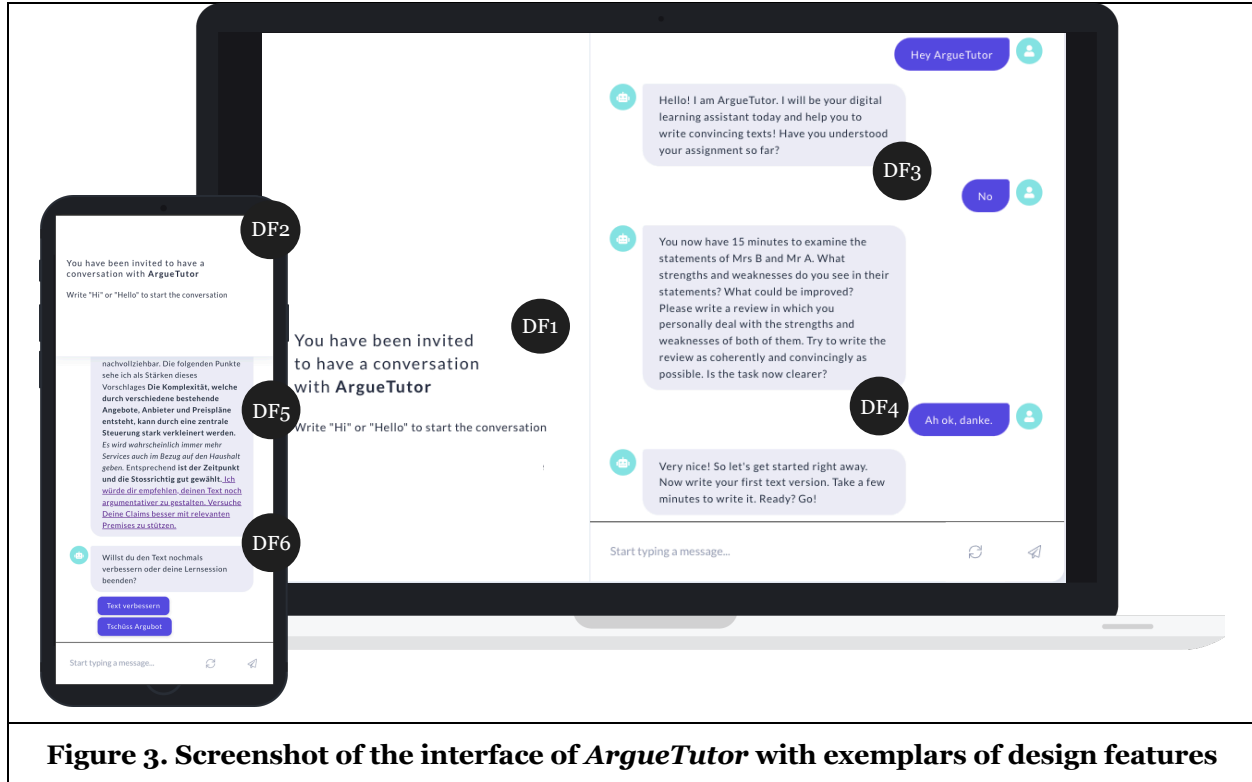 Hey ArgueTutor
Hello! I am ArgueTutor. I will be your digital
learning assistant today and help you to
write convincing texts! Have you understood
your assignment so far?
DF3
No
You now have 15 minutes to examine the
statements of Mrs B and Mr A. What
strengths and weaknesses do you see in their
statements? What could be improved?
Please write a review in which you
personally deal with the strengths and
weaknesses of both of them. Try to write the
review as coherently and convincingly as
possible. Is the task now clearer?
DF4
Ah ok, danke.
Very nice! So let's get started right away.
Now write your first text version. Take a few
minutes to write it. Ready? Go!
Start typing a message...
DF1
You have been invited
to have a conversation
with ArgueTutor
Write "Hi" or "Hello" to start the conversation
DF2
You have been invited to have a
conversation with ArgueTutor
Write "Hi" or "Hello" to start the conversation
nachvollziehbar. Die folgenden Punkte
sehe ich als Stärken dieses
Vorschlages Die Komplexität, welche
durch verschiedene bestehende
Angebote, Anbieter und Preispläne
entsteht, kann durch eine zentrale
Steuerung stark verkleinert werden.
Es wird wahrscheinlich immer mehr
Services auch im Bezug auf den Haushalt
geben. Entsprechend ist der Zeitpunkt
und die Stossrichtig gut gewählt. Ich
würde dir empfehlen, deinen Text noch
argumentativer zu gestalten. Versuche
Deine Claims besser mit relevanten
Premises zu stützen.
DF5
DF6
Willst du den Text nochmals
verbessern oder deine Lernsession
beenden?
Text verbessern
Tschüss Argubot
Start typing a message...
Figure 3. Screenshot of the interface of ArgueTutor with exemplars of design features